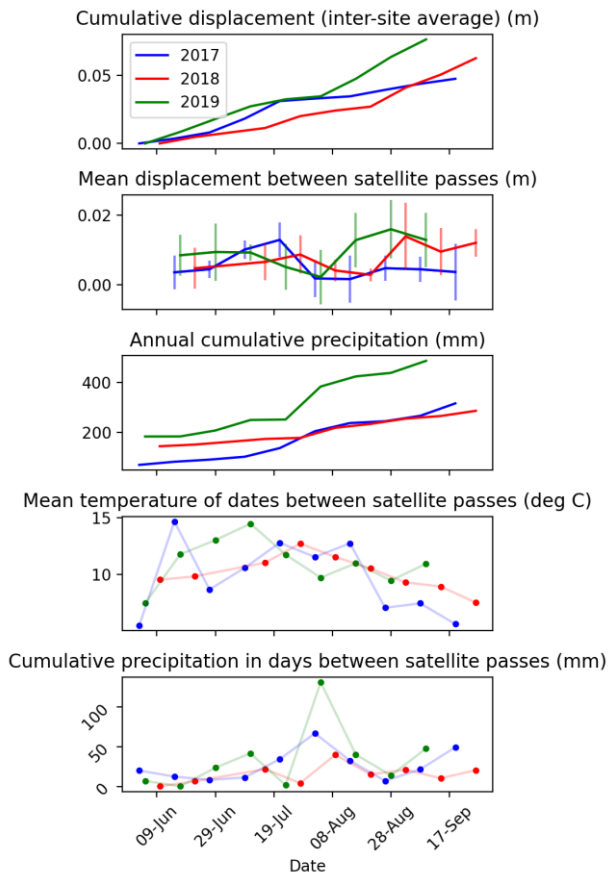 Cumulative displacement (inter-site average) (m)
0.05
0.00
2017
2018
2019
Mean displacement between satellite passes (m)
0.02
0.00
Annual cumulative precipitation (mm)
400
200
Mean temperature of dates between satellite passes (deg C)
15
10
Cumulative precipitation in days between satellite passes (mm)
100
50
0
09-Jun
29-Jun
19-Jul
08-Aug
28-Aug
17-Sep
Date